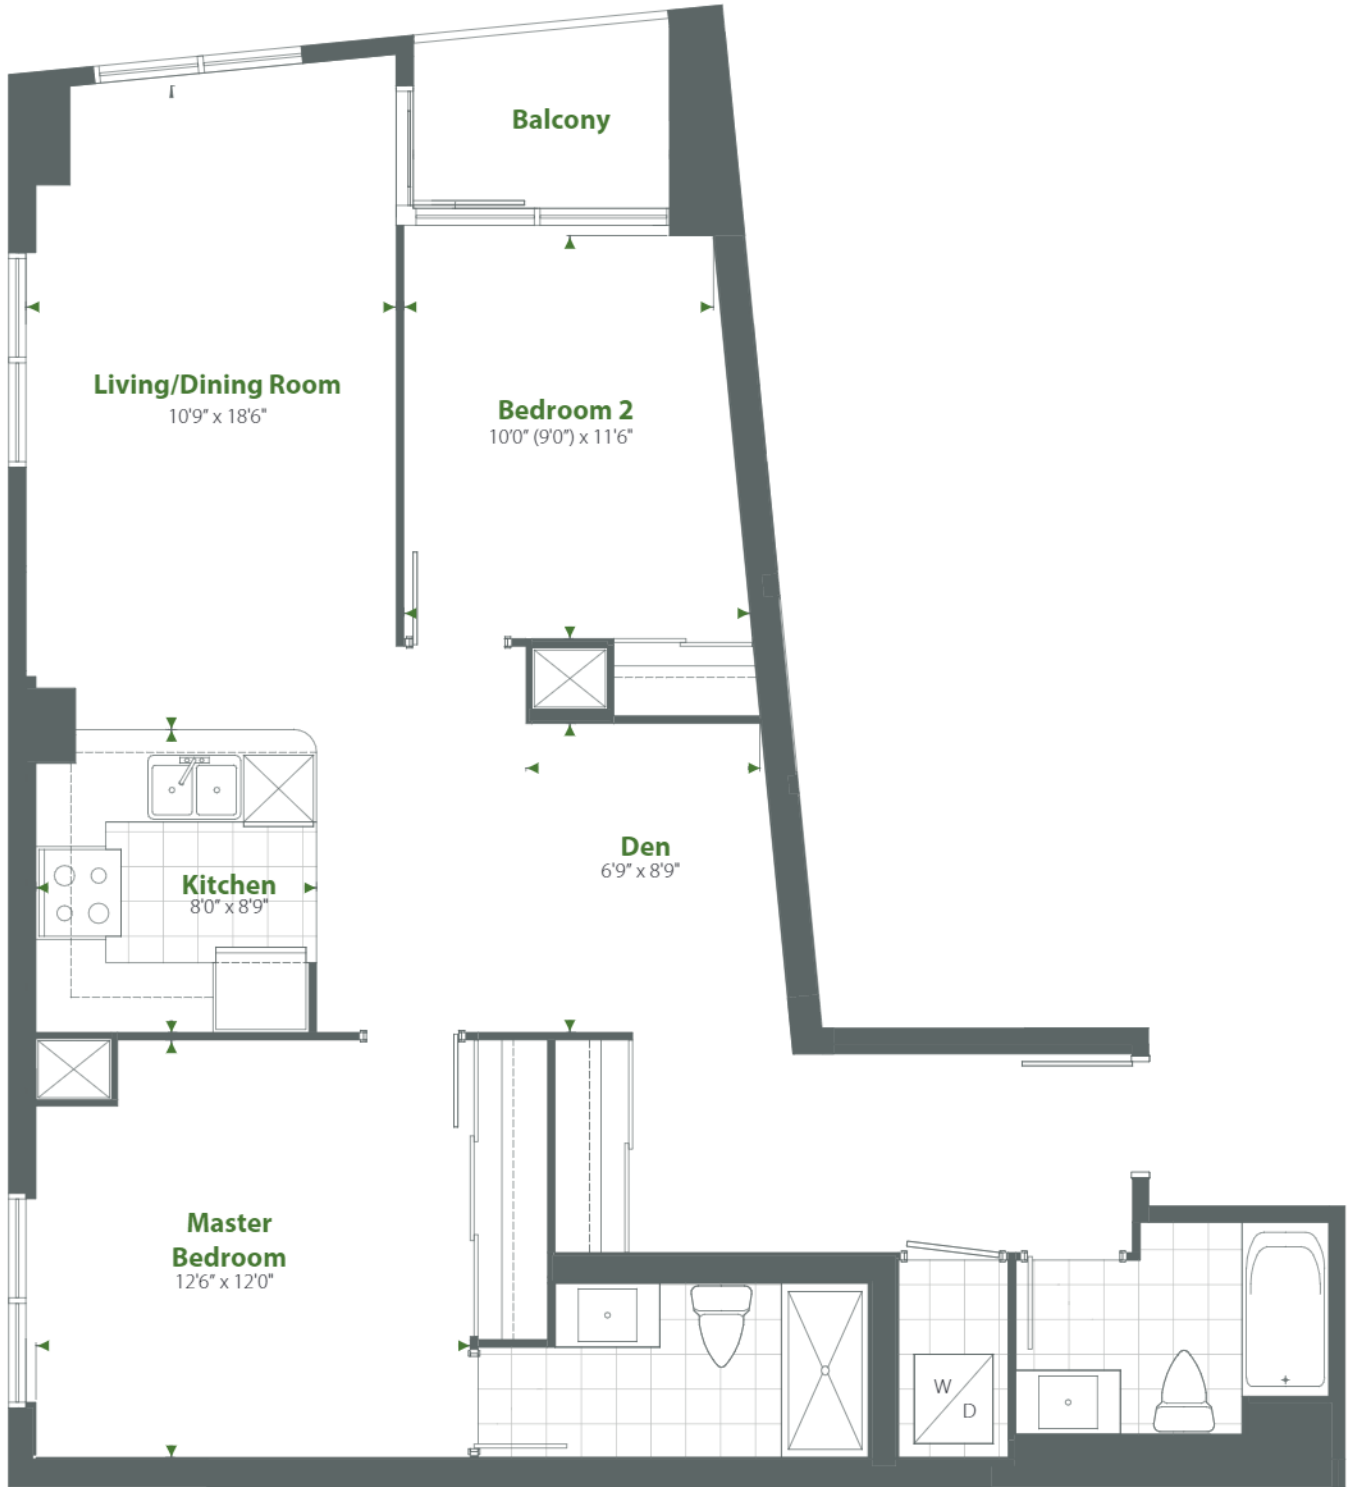 Balcony
Living/Dining Room
10'9" x 18'6"
Bedroom 2
10'0" (9'0") x 11'6"
Den
6'9" x 8'9"
Kitchen
8'0" x 8'9"
Master
Bedroom
12'6" x 12'0"
W
D